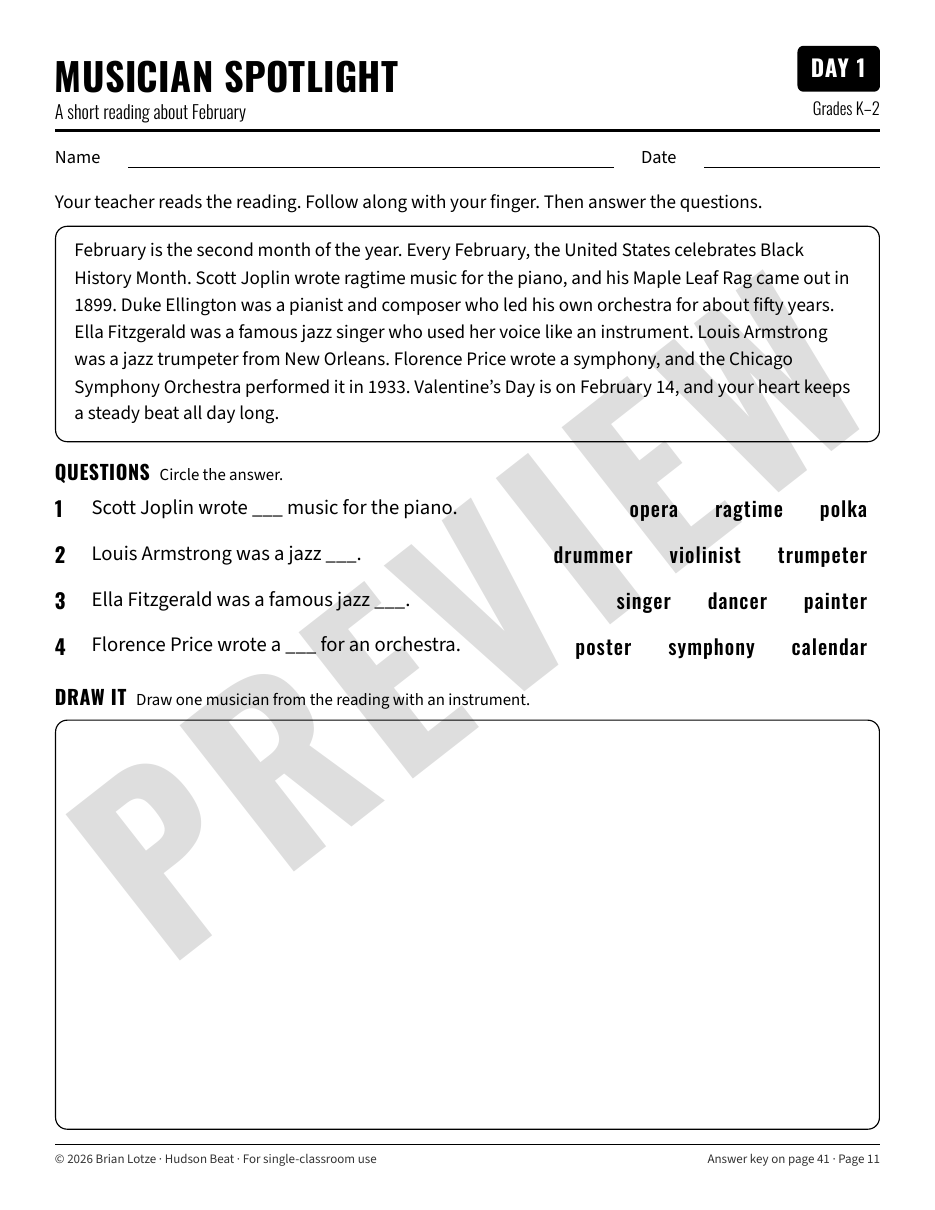 MUSICIAN SPOTLIGHT
DAY 1
A short reading about February
Grades K–2
Name
Date
Your teacher reads the reading. Follow along with your finger. Then answer the questions.
February is the second month of the year. Every February, the United States celebrates Black
History Month. Scott Joplin wrote ragtime music for the piano, and his Maple Leaf Rag came out in
1899. Duke Ellington was a pianist and composer who led his own orchestra for about fifty years.
Ella Fitzgerald was a famous jazz singer who used her voice like an instrument. Louis Armstrong
was a jazz trumpeter from New Orleans. Florence Price wrote a symphony, and the Chicago
Symphony Orchestra performed it in 1933. Valentine’s Day is on February 14, and your heart keeps
a steady beat all day long.
QUESTIONS Circle the answer.
1 Scott Joplin wrote ___ music for the piano. opera ragtime polka
2 Louis Armstrong was a jazz ___. drummer violinist trumpeter
3 Ella Fitzgerald was a famous jazz ___. singer dancer painter
4 Florence Price wrote a ___ for an orchestra. poster symphony calendar
DRAW IT Draw one musician from the reading with an instrument.
PREVIEW
© 2026 Brian Lotze · Hudson Beat · For single-classroom use
Answer key on page 41 · Page 11